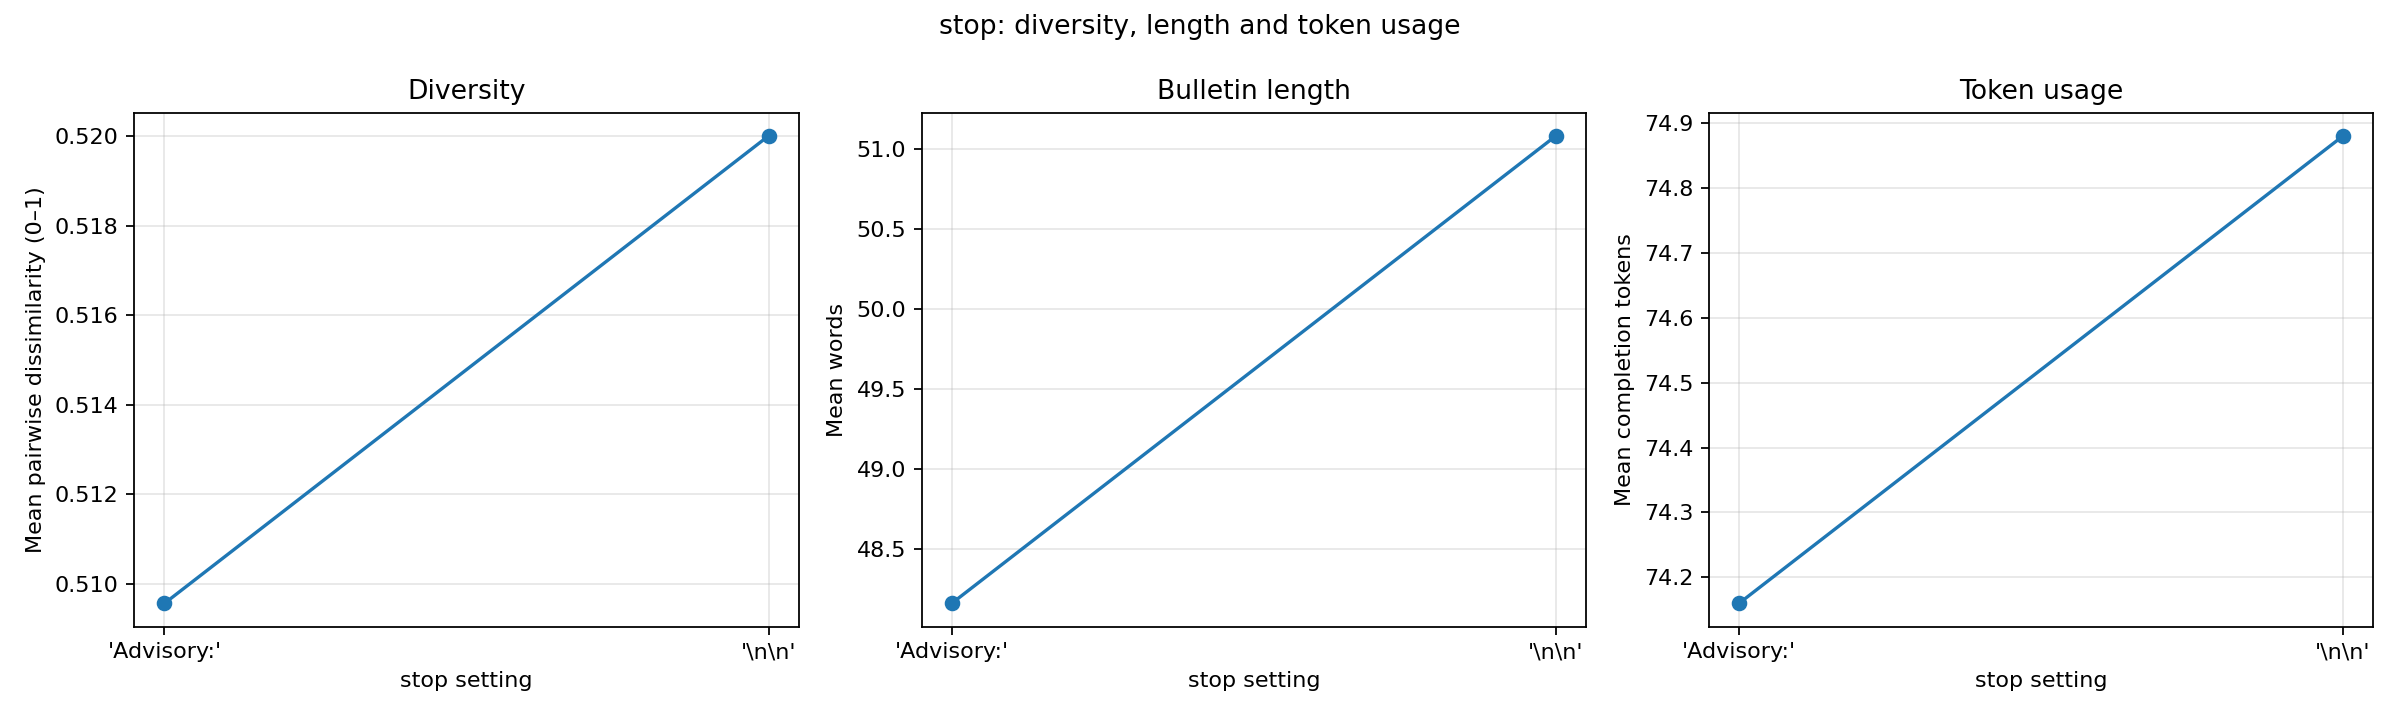 stop: diversity, length and token usage
Diversity
Mean pairwise dissimilarity (0–1)
0.520
0.518
0.516
0.514
0.512
0.510
'Advisory:'
'\n\n'
stop setting
Bulletin length
Mean words
51.0
50.5
50.0
49.5
49.0
48.5
'Advisory:'
'\n\n'
stop setting
Token usage
Mean completion tokens
74.9
74.8
74.7
74.6
74.5
74.4
74.3
74.2
'Advisory:'
'\n\n'
stop setting